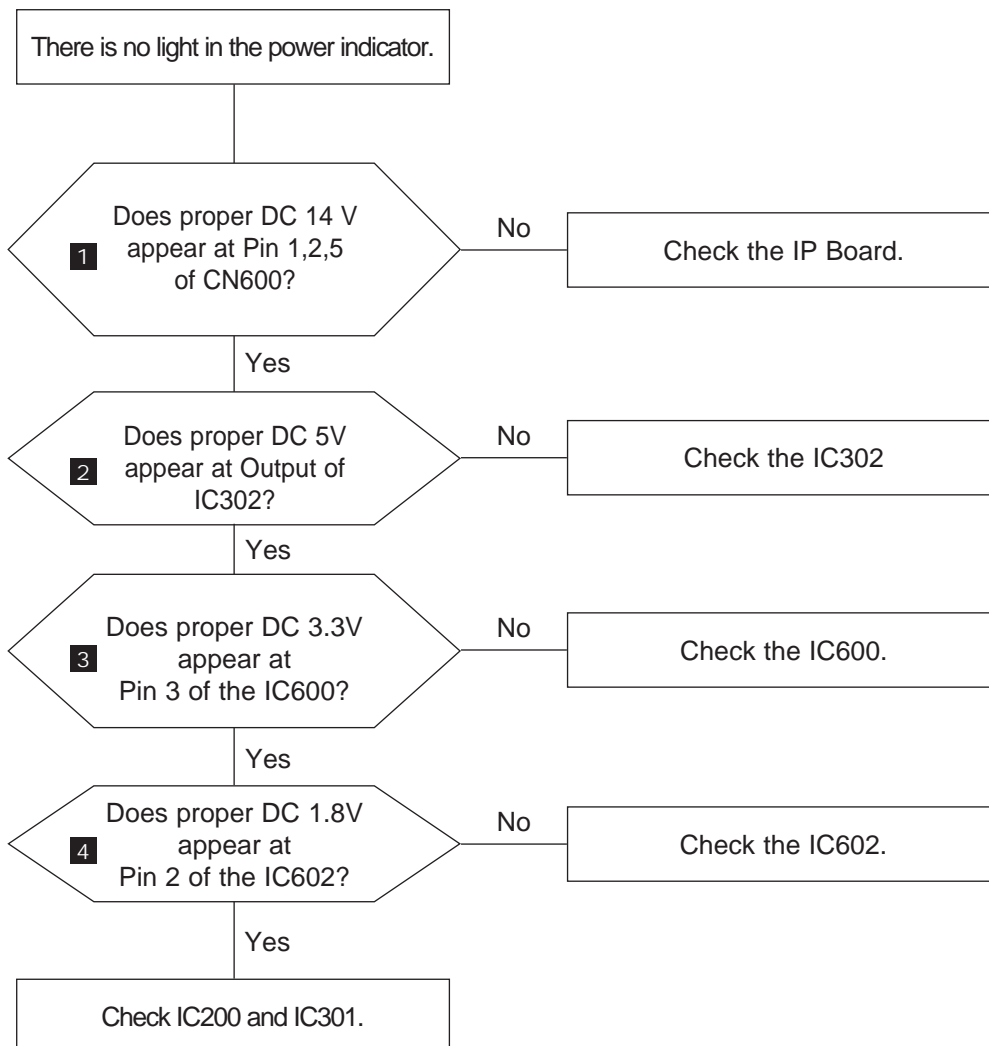 There is no light in the power indicator.
Does proper DC 14 V
appear at Pin 1,2,5
of CN600?
1
No
Check the IP Board.
Yes
Does proper DC 5V
appear at Output of
IC302?
2
No
Check the IC302
Yes
Does proper DC 3.3V
appear at
Pin 3 of the IC600?
3
No
Check the IC600.
Yes
Does proper DC 1.8V
appear at
Pin 2 of the IC602?
4
No
Check the IC602.
Yes
Check IC200 and IC301.